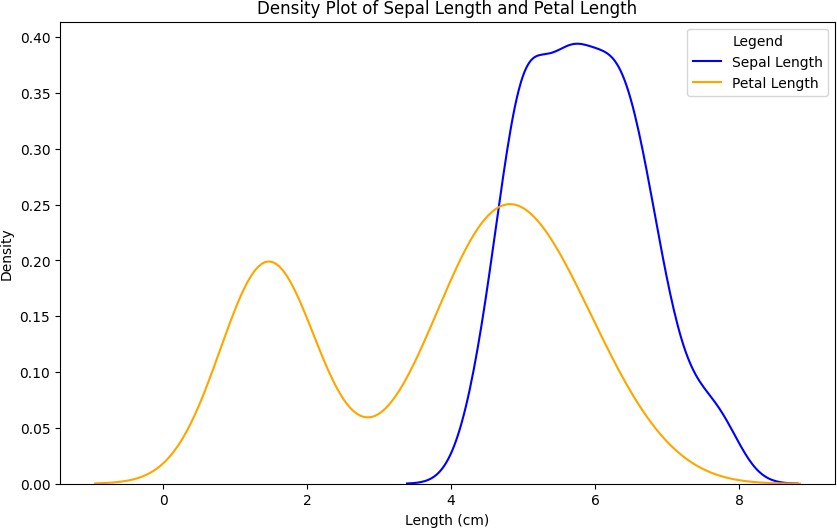 Density Plot of Sepal Length and Petal Length
Legend
Sepal Length
Petal Length
0.40
0.35
0.30
0.25
0.20
0.15
0.10
0.05
0.00
Density
0 2 4 6 8
Length (cm)